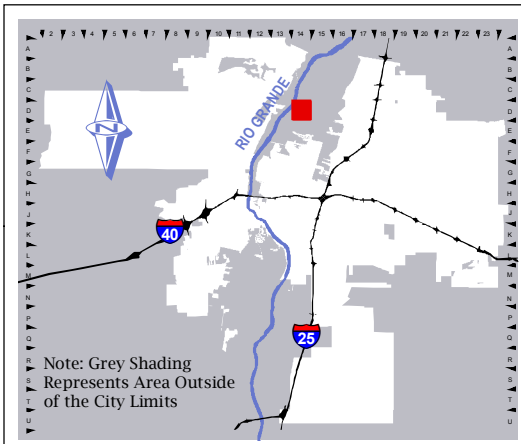 2 3 4 5 6 7 8 9 10 11 12 13 14 15 16 17 18 19 20 21 22 23
A
B
C
D
E
F
G
H
J
K
L
M
N
P
Q
R
S
T
U
N
RIO GRANDE
40
25
Note: Grey Shading
Represents Area Outside
of the City Limits
A
B
C
D
E
F
G
H
J
K
L
M
N
P
Q
R
S
T
U